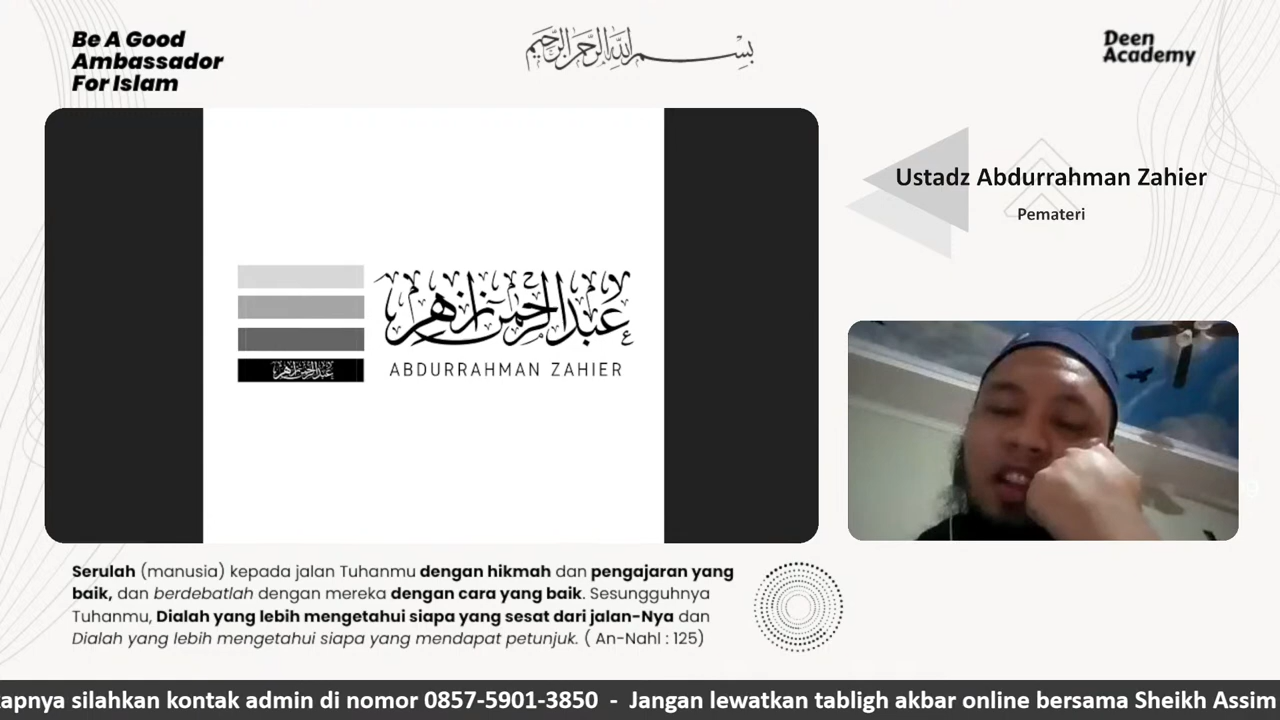 Be A Good
Ambassador
For Islam
بسم الله الرحمن الرحيم
Deen
Academy
Ustadz Abdurrahman Zahier
Pemateri
عبد الرحمن زاهر
ABDURRAHMAN ZAHIER
عبد الرحمن زاهر
Serulah (manusia) kepada jalan Tuhanmu dengan hikmah dan pengajaran yang
baik, dan berdebatlah dengan mereka dengan cara yang baik. Sesungguhnya
Tuhanmu, Dialah yang lebih mengetahui siapa yang sesat dari jalan-Nya dan
Dialah yang lebih mengetahui siapa yang mendapat petunjuk. ( An-Nahl : 125)
apnya silahkan kontak admin di nomor 0857-5901-3850 - Jangan lewatkan tabligh akbar online bersama Sheikh Assim